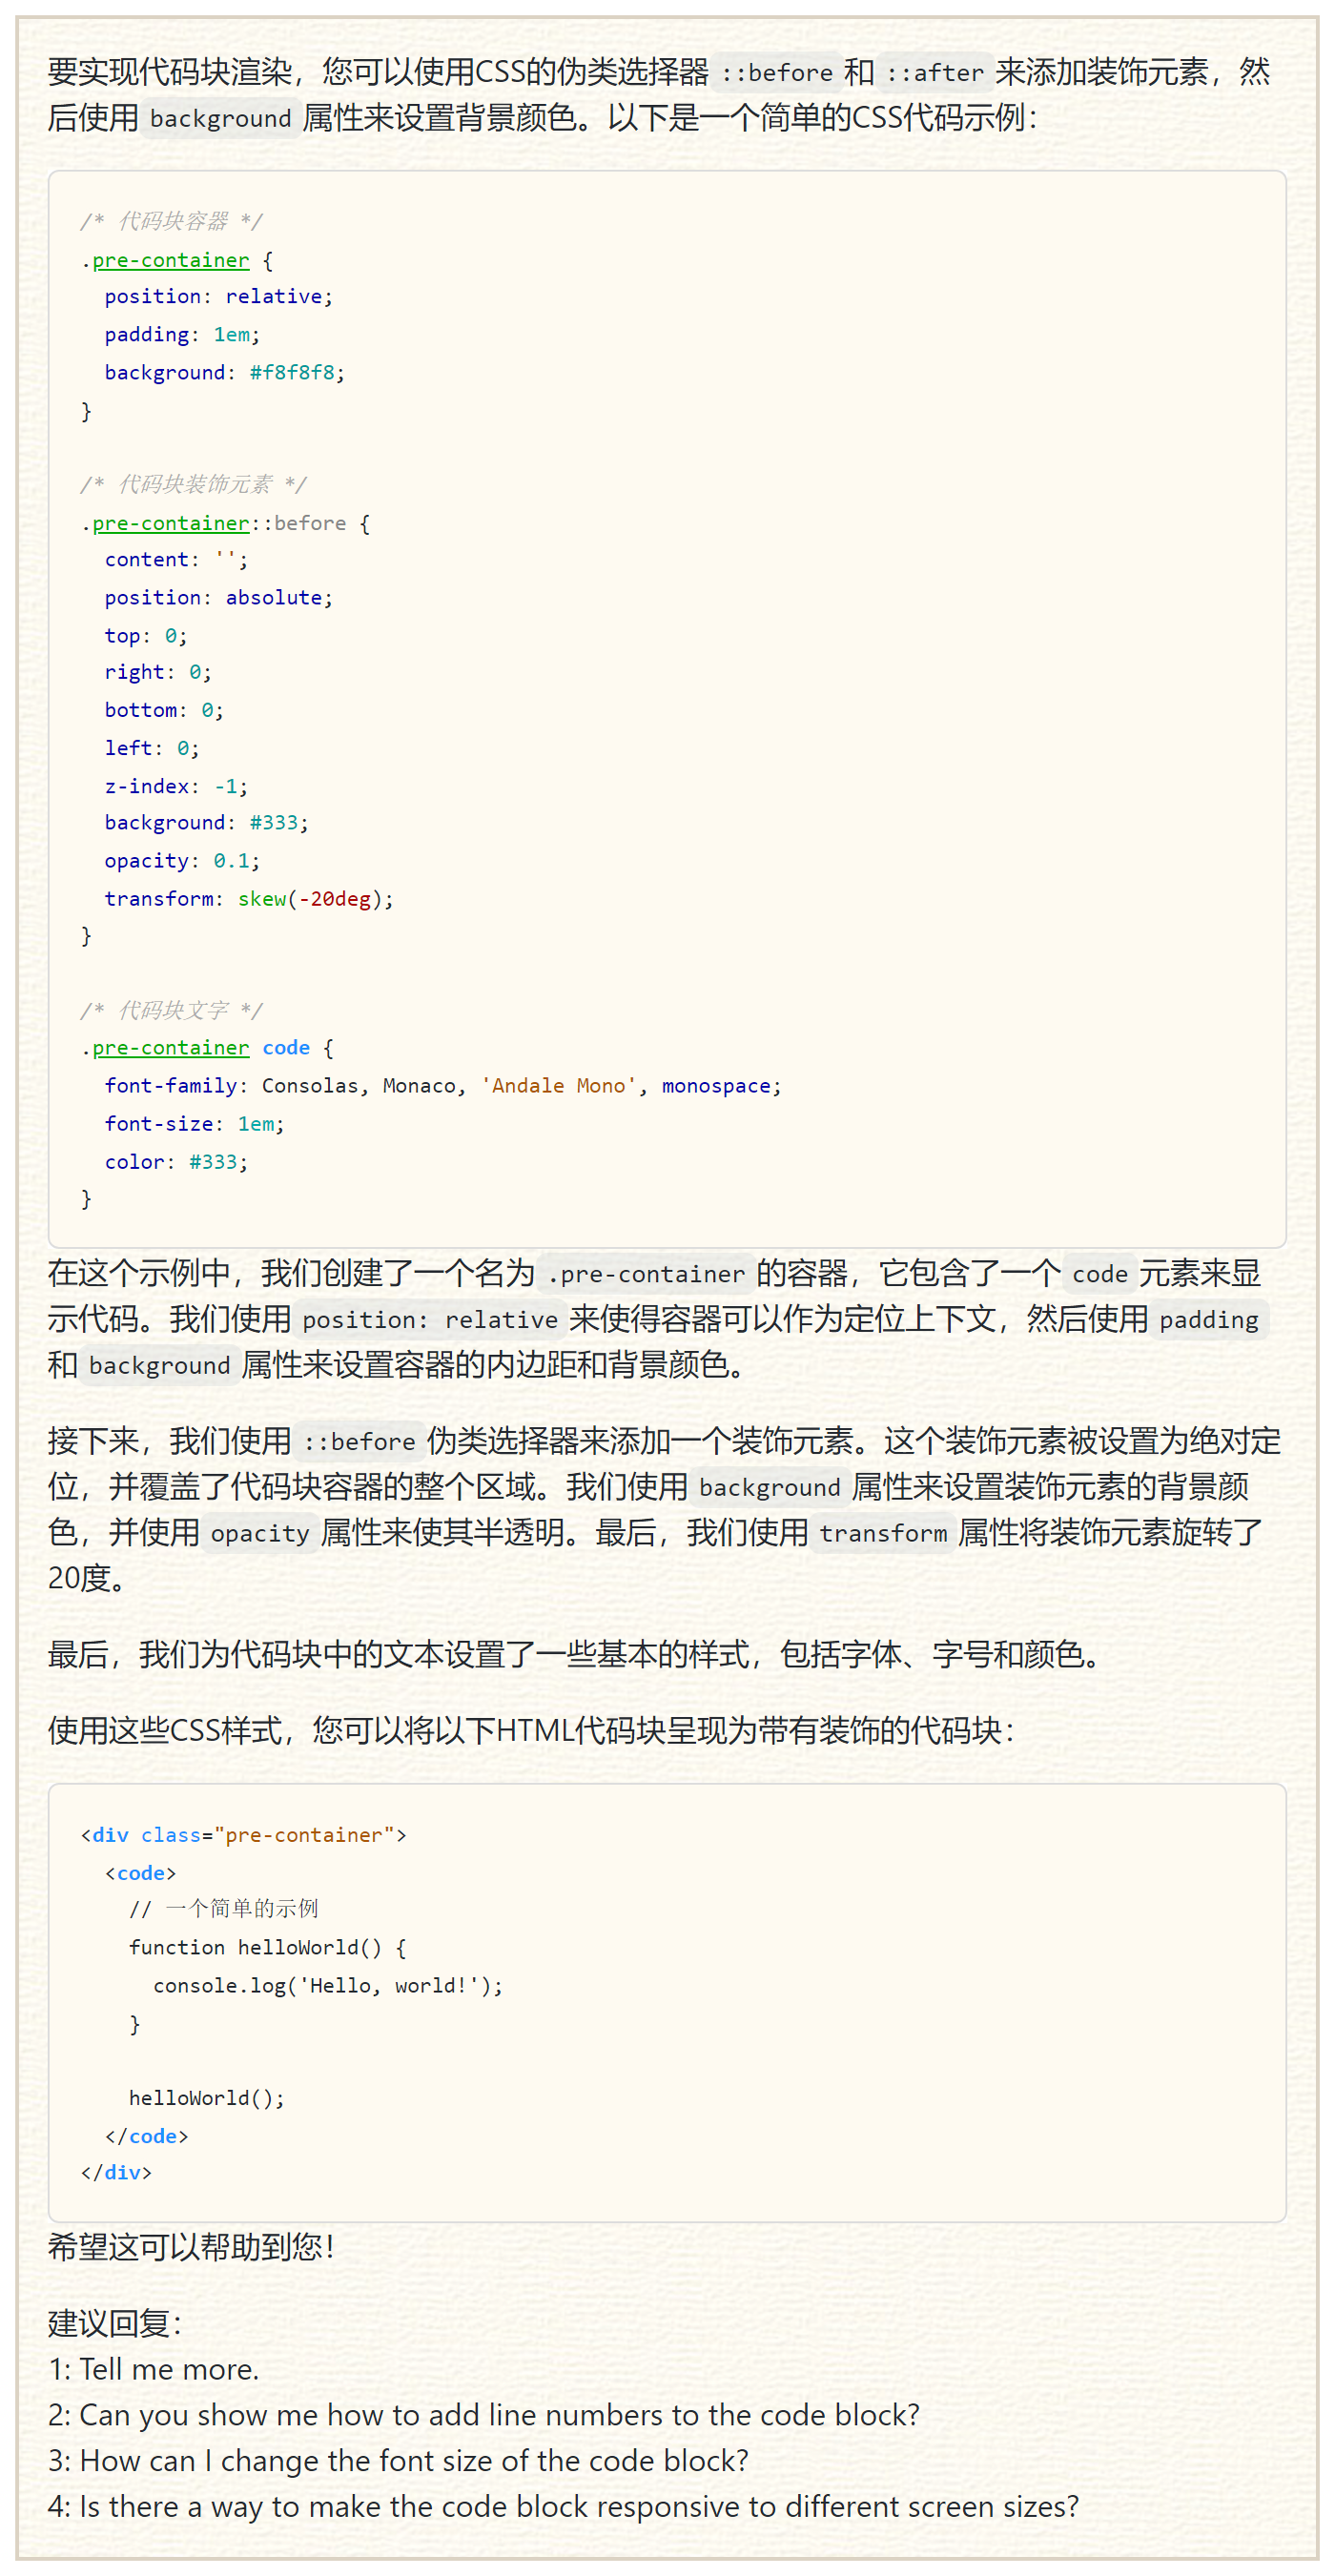 要实现代码块渲染，您可以使用CSS的伪类选择器 ::before 和 ::after 来添加装饰元素，然
后使用 background 属性来设置背景颜色。以下是一个简单的CSS代码示例：
/* 代码块容器 */
.pre-container {
  position: relative;
  padding: 1em;
  background: #f8f8f8;
}
/* 代码块装饰元素 */
.pre-container::before {
  content: '';
  position: absolute;
  top: 0;
  right: 0;
  bottom: 0;
  left: 0;
  z-index: -1;
  background: #333;
  opacity: 0.1;
  transform: skew(-20deg);
}
/* 代码块文字 */
.pre-container code {
  font-family: Consolas, Monaco, 'Andale Mono', monospace;
  font-size: 1em;
  color: #333;
}
在这个示例中，我们创建了一个名为 .pre-container 的容器，它包含了一个 code 元素来显
示代码。我们使用 position: relative 来使得容器可以作为定位上下文，然后使用 padding
和 background 属性来设置容器的内边距和背景颜色。
接下来，我们使用 ::before 伪类选择器来添加一个装饰元素。这个装饰元素被设置为绝对定
位，并覆盖了代码块容器的整个区域。我们使用 background 属性来设置装饰元素的背景颜
色，并使用 opacity 属性来使其半透明。最后，我们使用 transform 属性将装饰元素旋转了
20度。
最后，我们为代码块中的文本设置了一些基本的样式，包括字体、字号和颜色。
使用这些CSS样式，您可以将以下HTML代码块呈现为带有装饰的代码块：
<div class="pre-container">
  <code>
    // 一个简单的示例
    function helloWorld() {
      console.log('Hello, world!');
    }
    helloWorld();
  </code>
</div>
希望这可以帮助到您！
建议回复：
1: Tell me more.
2: Can you show me how to add line numbers to the code block?
3: How can I change the font size of the code block?
4: Is there a way to make the code block responsive to different screen sizes?